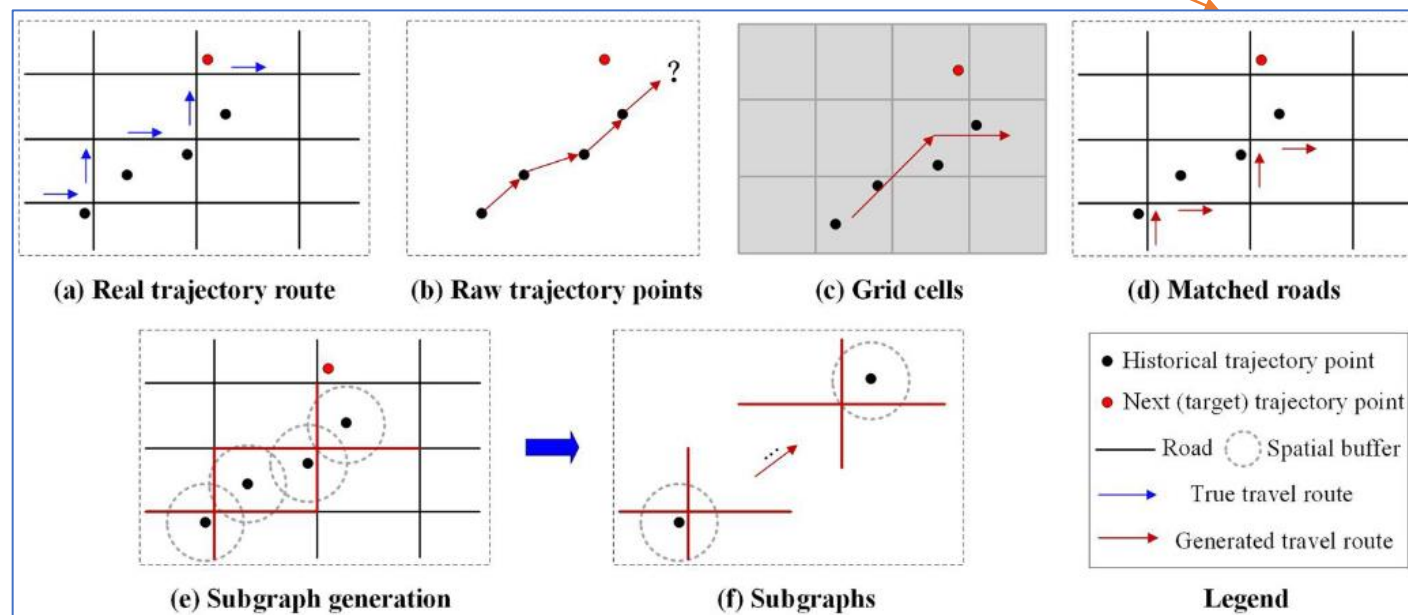 ?
(a) Real trajectory route
(b) Raw trajectory points
(c) Grid cells
(d) Matched roads
...
(e) Subgraph generation
(f) Subgraphs
Historical trajectory point
Next (target) trajectory point
Road
Spatial buffer
True travel route
Generated travel route
Legend